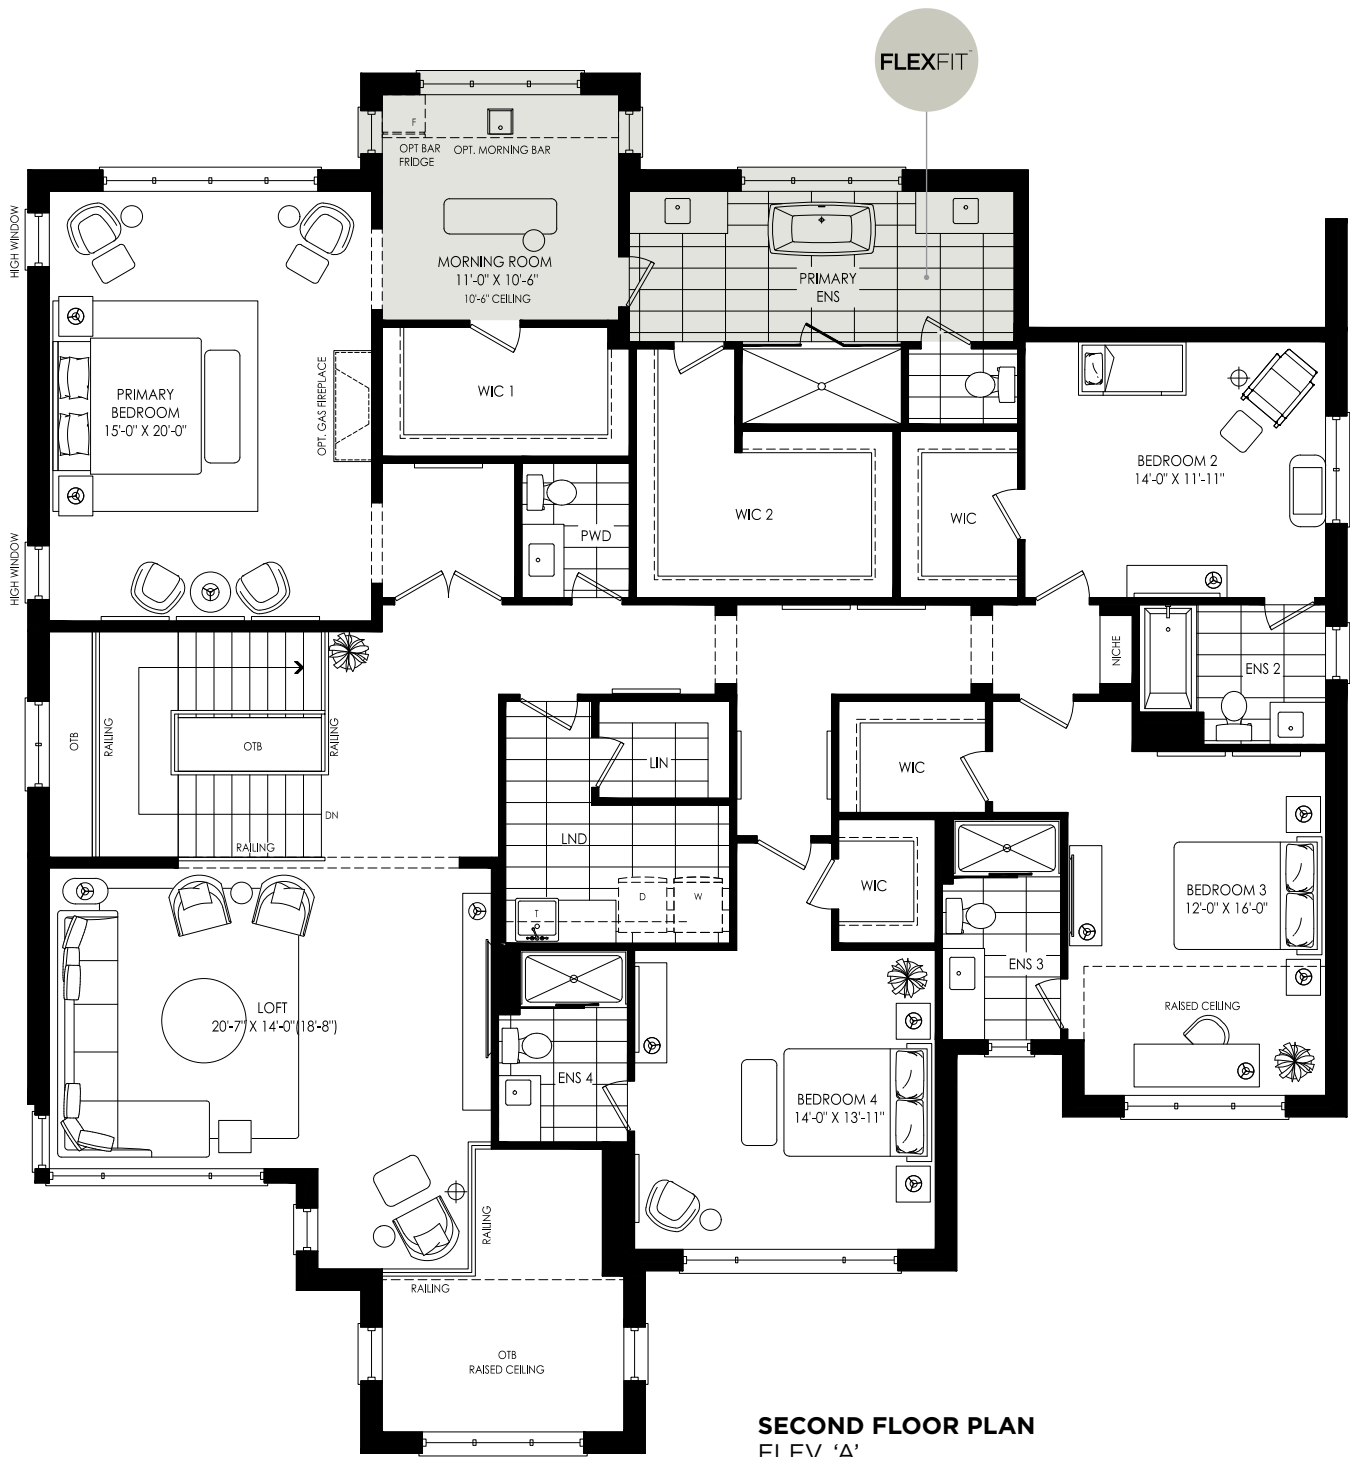 FLEXFIT™
F
OPT BAR
FRIDGE
OPT. MORNING BAR
HIGH WINDOW
MORNING ROOM
11'-0" X 10'-6"
10'-6" CEILING
PRIMARY
ENS
PRIMARY
BEDROOM
15'-0" X 20'-0"
OPT. GAS FIREPLACE
WIC 1
BEDROOM 2
14'-0" X 11'-11"
WIC 2
WIC
HIGH WINDOW
PWD
NICHE
ENS 2
OTB
RAILING
OTB
RAILING
DN
RAILING
LIN
WIC
LND
D
W
T
WIC
BEDROOM 3
12'-0" X 16'-0"
ENS 3
RAISED CEILING
LOFT
20'-7" X 14'-0"(18'-8")
ENS 4
BEDROOM 4
14'-0" X 13'-11"
RAILING
RAILING
OTB
RAISED CEILING
SECOND FLOOR PLAN
ELEV. ‘A’